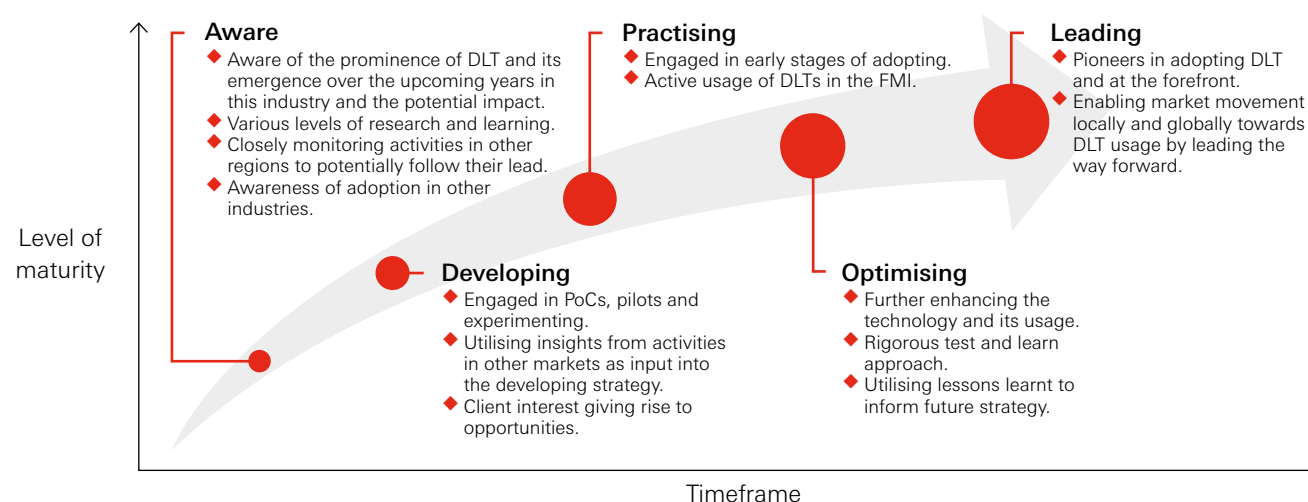 Aware
Aware of the prominence of DLT and its
emergence over the upcoming years in
this industry and the potential impact.
Various levels of research and learning.
Closely monitoring activities in other
regions to potentially follow their lead.
Awareness of adoption in other
industries.
Practising
Engaged in early stages of adopting.
Active usage of DLTs in the FMI.
Leading
Pioneers in adopting DLT
and at the forefront.
Enabling market movement
locally and globally towards
DLT usage by leading the
way forward.
Level of
maturity
Developing
Engaged in PoCs, pilots and
experimenting.
Utilising insights from activities
in other markets as input into
the developing strategy.
Client interest giving rise to
opportunities.
Optimising
Further enhancing the
technology and its usage.
Rigorous test and learn
approach.
Utilising lessons learnt to
inform future strategy.
Timeframe